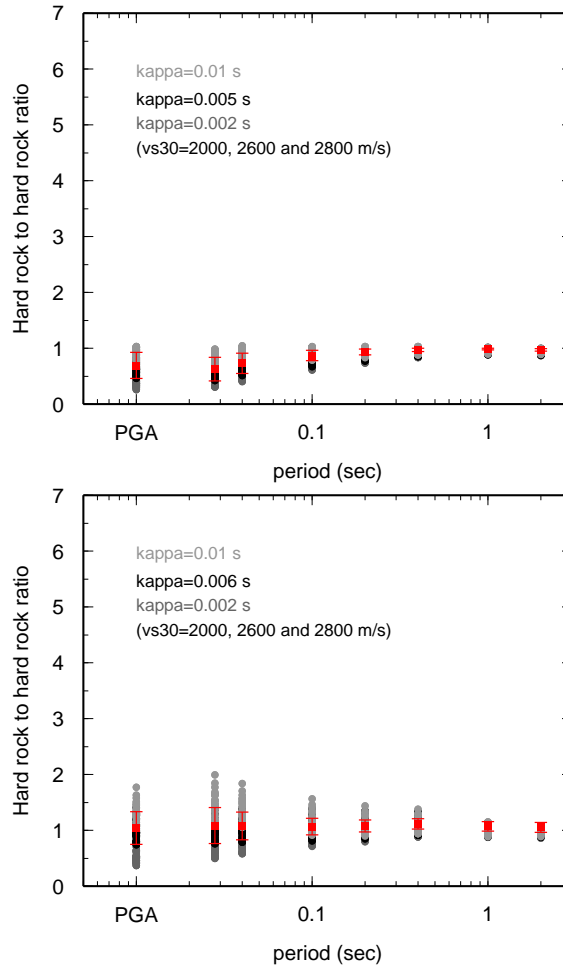 7
6
5
4
3
2
1
0
Hard rock to hard rock ratio
kappa=0.01 s
kappa=0.005 s
kappa=0.002 s
(vs30=2000, 2600 and 2800 m/s)
PGA 0.1 1
period (sec)
7
6
5
4
3
2
1
0
Hard rock to hard rock ratio
kappa=0.01 s
kappa=0.006 s
kappa=0.002 s
(vs30=2000, 2600 and 2800 m/s)
PGA 0.1 1
period (sec)